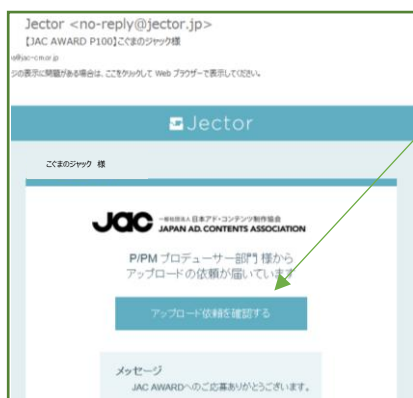 Jector <no-reply@jector.jp>
【JAC AWARD P100】こぐまのジャック様
@jac-cm.or.jp
ジの表示に問題がある場合は、ここをクリックして Web ブラウザーで表示してください。
Jector
こぐまのジャック 様
JAC 一般社団法人 日本アド・コンテンツ制作協会
JAPAN AD. CONTENTS ASSOCIATION
P/PM プロデューサー部門 様から
アップロードの依頼が届いています
アップロード依頼を確認する
メッセージ
JAC AWARDへのご応募ありがとうございます。